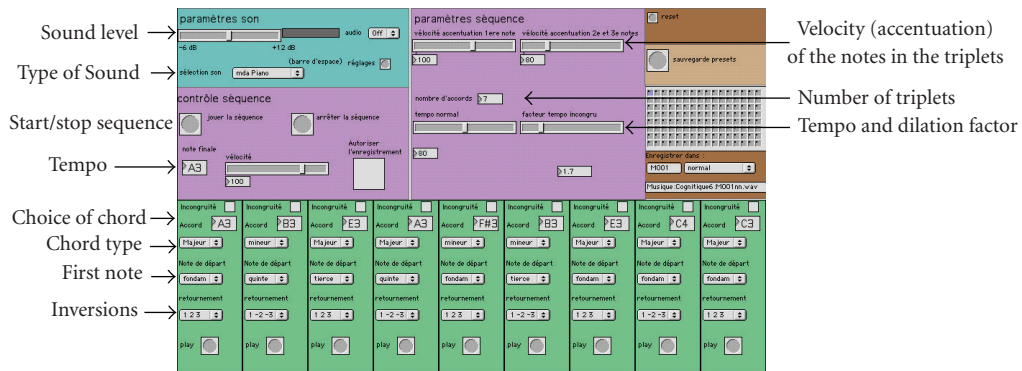 Sound level
Type of Sound
Start/stop sequence
Tempo
Choice of chord
Chord type
First note
Inversions
paramètres son
audio Off
-6 dB +12 dB
(barre d'espace) réglages
sélection son mda Piano
contrôle séquence
jouer la séquence arrêter la séquence
note finale
A3
vélocité
100
Autoriser
l'enregistrement
paramètres séquence
vélocité accentuation 1ere note vélocité accentuation 2e et 3e notes
100 80
nombre d'accords 7
tempo normal facteur tempo incongru
80
1.7
reset
sauvegarde presets
Enregistrer dans :
M001 normal
Musique:Cognitique6:M001nn.wav
Velocity (accentuation)
of the notes in the triplets
Number of triplets
Tempo and dilation factor
Incongruité Incongruité Incongruité Incongruité Incongruité Incongruité Incongruité Incongruité
Accord A3 Accord B3 Accord E3 Accord A3 Accord F#3 Accord B3 Accord E3 Accord C4 Accord C3
Majeur mineur Majeur Majeur mineur mineur Majeur Majeur Majeur
Note de départ Note de départ Note de départ Note de départ Note de départ Note de départ Note de départ Note de départ Note de départ
fondam quinte tierce quinte fondam tierce fondam fondam fondam
retournement retournement retournement retournement retournement retournement retournement retournement retournement
1 2 3 1 -2 -3 1 2 3 1 -2 -3 1 2 3 1 -2 -3 1 2 3 1 -2 -3 1 2 3
play play play play play play play play play